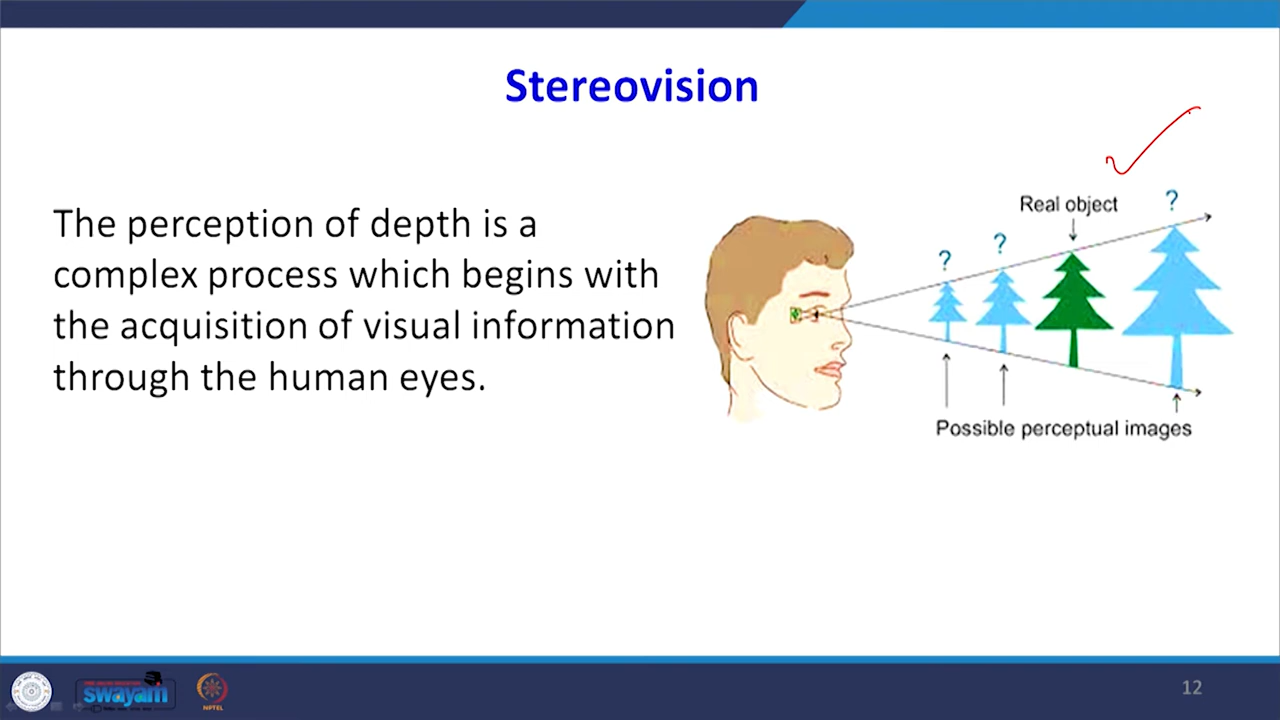 Stereovision
The perception of depth is a
complex process which begins with
the acquisition of visual information
through the human eyes.
Real object
?
?
?
Possible perceptual images
swayam
NPTEL
12